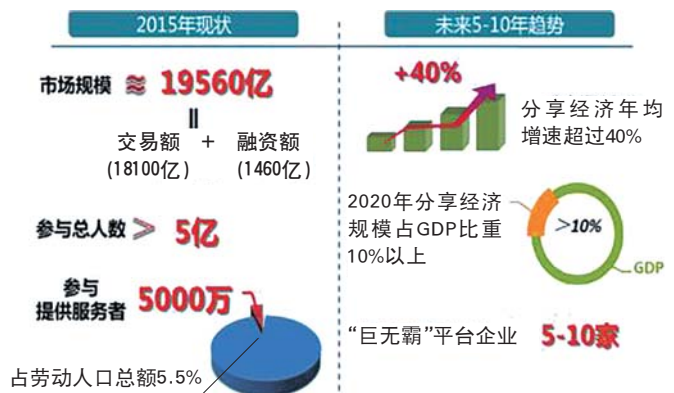 2015年现状
市场规模 ≈ 19560亿
=
交易额 + 融资额
(18100亿) (1460亿)
参与总人数 > 5亿
参与
提供服务者 5000万
占劳动人口总额5.5%
未来5-10年趋势
+40%
分享经济年均
增速超过40%
2020年分享经济
规模占GDP比重
10%以上
>10%
GDP
“巨无霸”平台企业 5-10家